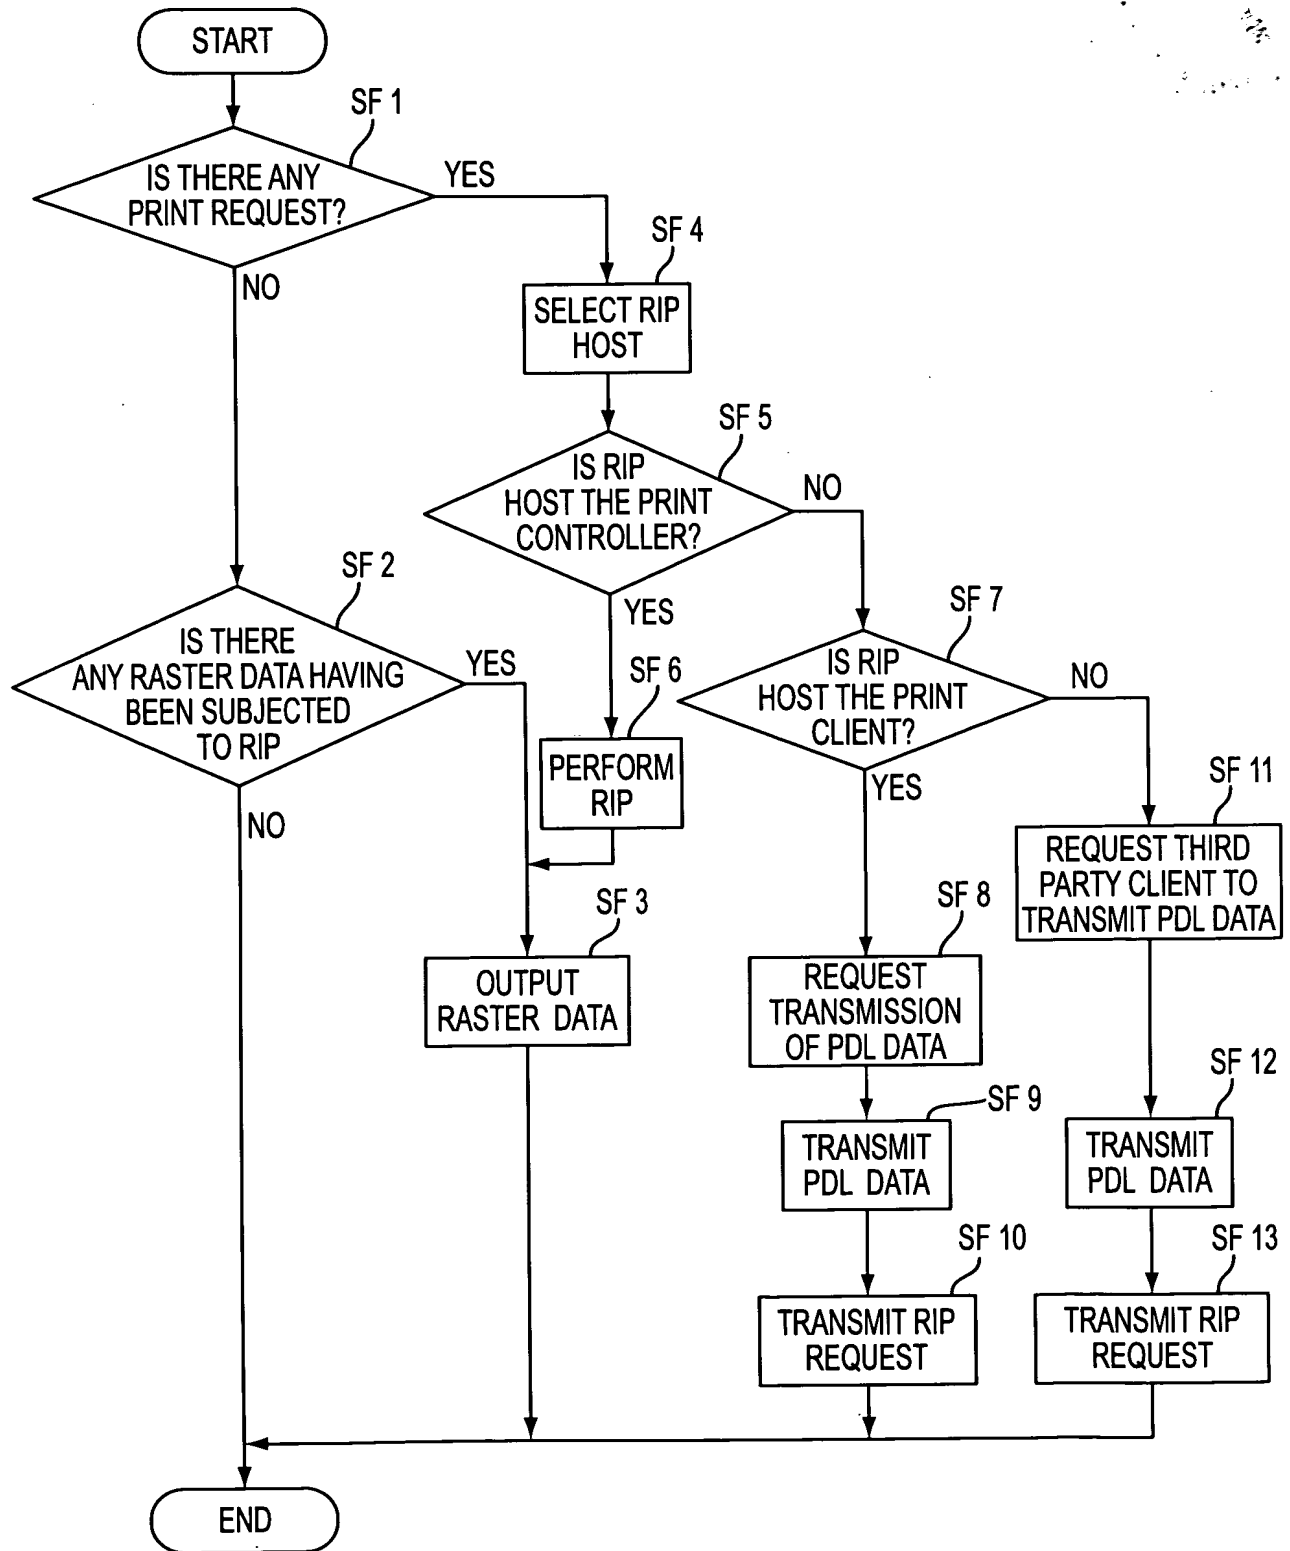 START
SF 1
IS THERE ANY
PRINT REQUEST?
YES
NO
SF 4
SELECT RIP
HOST
SF 5
IS RIP
HOST THE PRINT
CONTROLLER?
NO
YES
SF 2
IS THERE
ANY RASTER DATA HAVING
BEEN SUBJECTED
TO RIP
YES
NO
SF 6
PERFORM
RIP
SF 7
IS RIP
HOST THE PRINT
CLIENT?
NO
YES
SF 11
REQUEST THIRD
PARTY CLIENT TO
TRANSMIT PDL DATA
SF 3
OUTPUT
RASTER DATA
SF 8
REQUEST
TRANSMISSION
OF PDL DATA
SF 9
TRANSMIT
PDL DATA
SF 12
TRANSMIT
PDL DATA
SF 10
TRANSMIT RIP
REQUEST
SF 13
TRANSMIT RIP
REQUEST
END